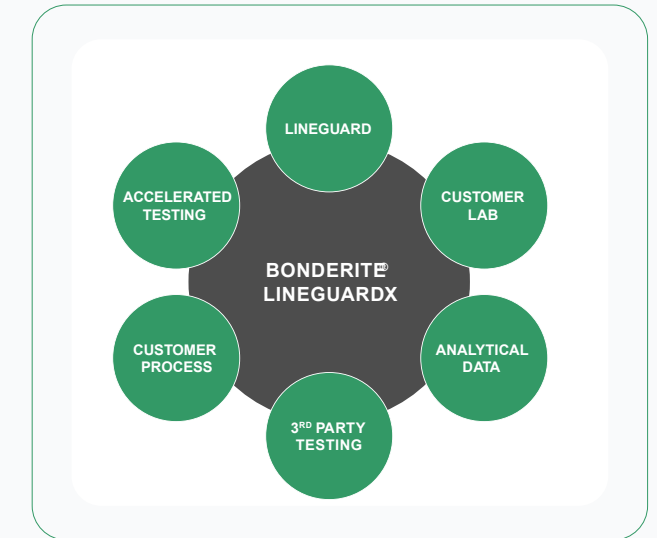 LINEGUARD
ACCELERATED
TESTING
CUSTOMER
LAB
BONDERITE®
LINEGUARDX
CUSTOMER
PROCESS
ANALYTICAL
DATA
3RD PARTY
TESTING